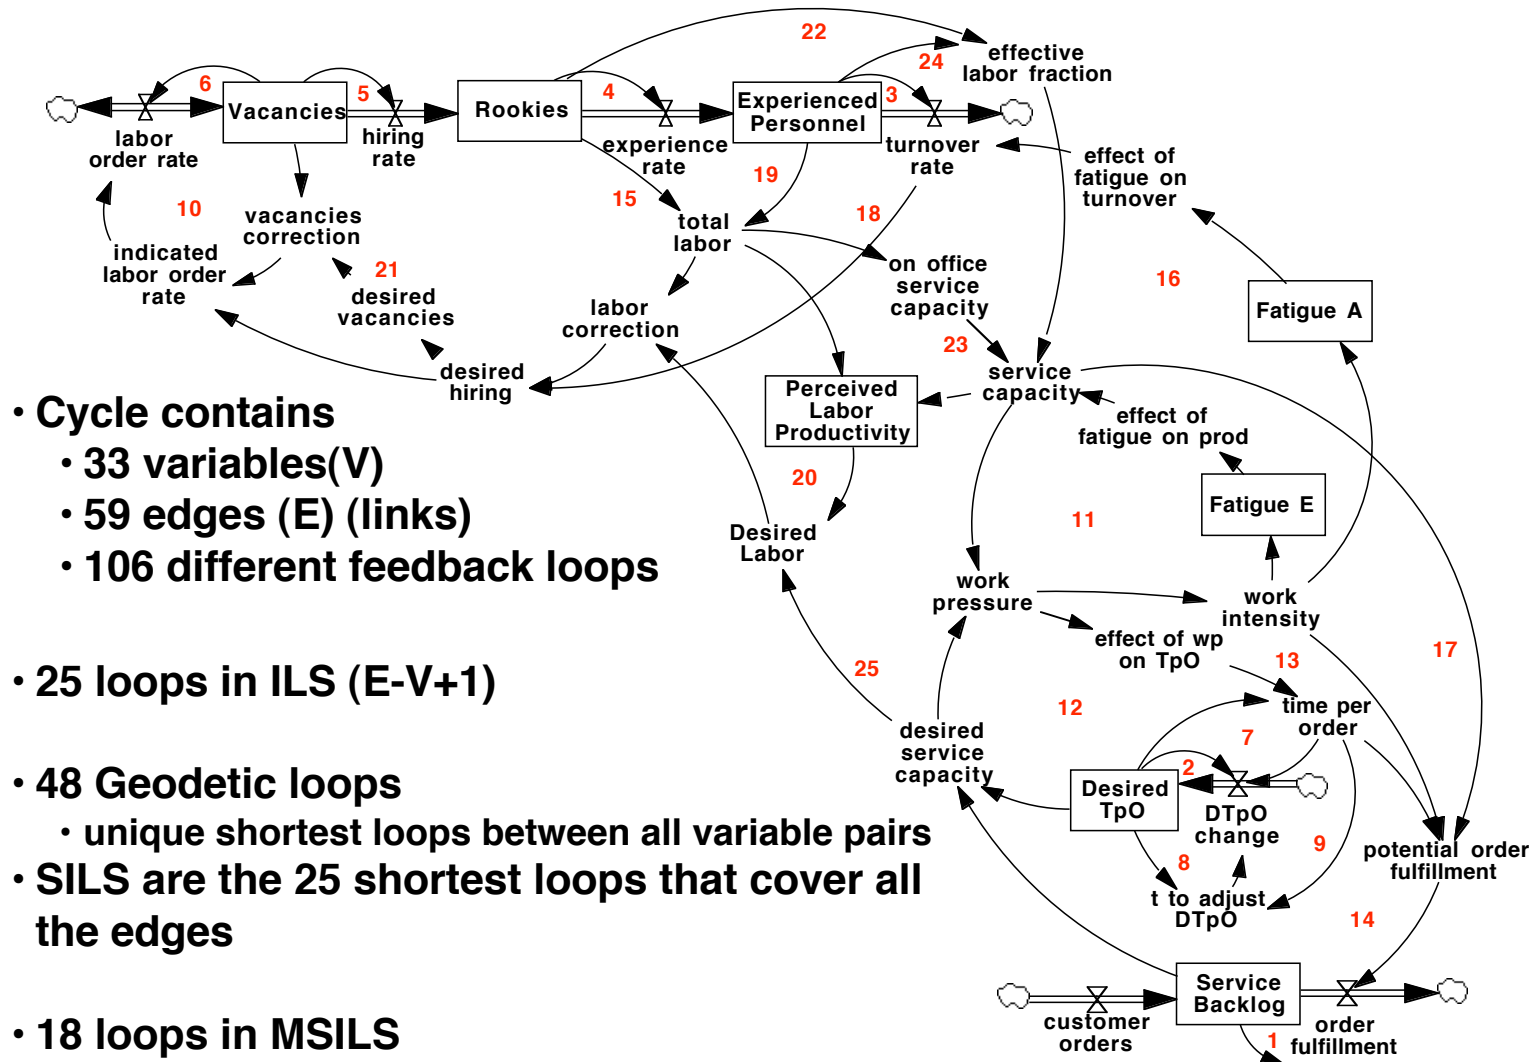 22
effective
labor fraction
24
6
Vacancies
5
Rookies
4
Experienced
Personnel
3
labor
order rate
hiring
rate
experience
rate
turnover
rate
effect of
fatigue on
turnover
19
15
10
18
vacancies
correction
total
labor
indicated
labor order
rate
21
on office
service
capacity
16
desired
vacancies
labor
correction
Fatigue A
23
desired
hiring
service
capacity
Perceived
Labor
Productivity
effect of
fatigue on prod
• Cycle contains
• 33 variables(V)
• 59 edges (E) (links)
• 106 different feedback loops
20
Fatigue E
11
Desired
Labor
work
pressure
work
intensity
effect of wp
on TpO
13
17
25
• 25 loops in ILS (E-V+1)
12
time per
order
desired
service
capacity
7
2
Desired
TpO
DTpO
change
• 48 Geodetic loops
• unique shortest loops between all variable pairs
• SILS are the 25 shortest loops that cover all
the edges
8
9
potential order
fulfillment
t to adjust
DTpO
14
Service
Backlog
customer
orders
1
order
fulfillment
• 18 loops in MSILS